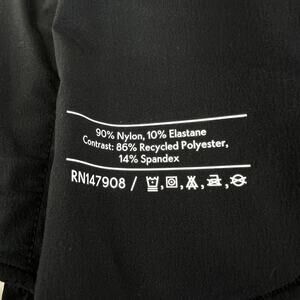 90% Nylon, 10% Elastane
Contrast: 86% Recycled Polyester,
14% Spandex
RN147908 /